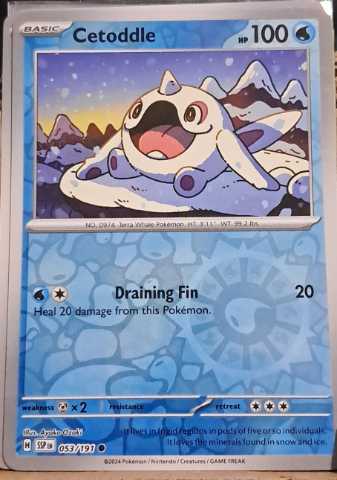 BASIC Cetoddle HP 100
NO. 0974 Terra Whale Pokémon HT: 3'11" WT: 99.2 lbs.
Draining Fin 20
Heal 20 damage from this Pokémon.
weakness ×2 resistance retreat
Illus. Ayako Ozaki
It lives in frigid regions in pods of five or so individuals.
It loves the minerals found in snow and ice.
H SSP EN 053/191
©2024 Pokémon / Nintendo / Creatures / GAME FREAK